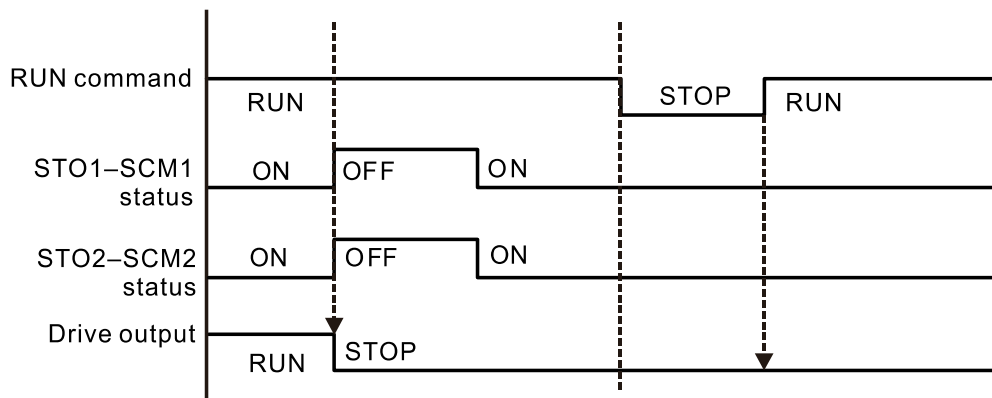 RUN command
RUN
STOP
RUN
STO1–SCM1
status
ON
OFF
ON
STO2–SCM2
status
ON
OFF
ON
Drive output
RUN
STOP